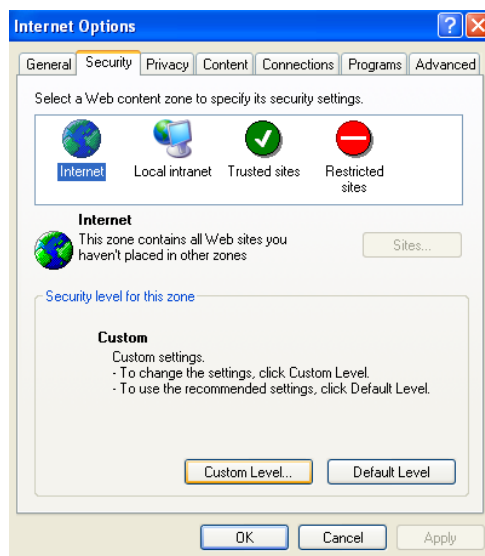 Internet Options
General Security Privacy Content Connections Programs Advanced
Select a Web content zone to specify its security settings.
Internet Local intranet Trusted sites Restricted
sites
Internet
This zone contains all Web sites you
haven't placed in other zones
Sites...
Security level for this zone
Custom
Custom settings.
- To change the settings, click Custom Level.
- To use the recommended settings, click Default Level.
Custom Level... Default Level
OK Cancel Apply